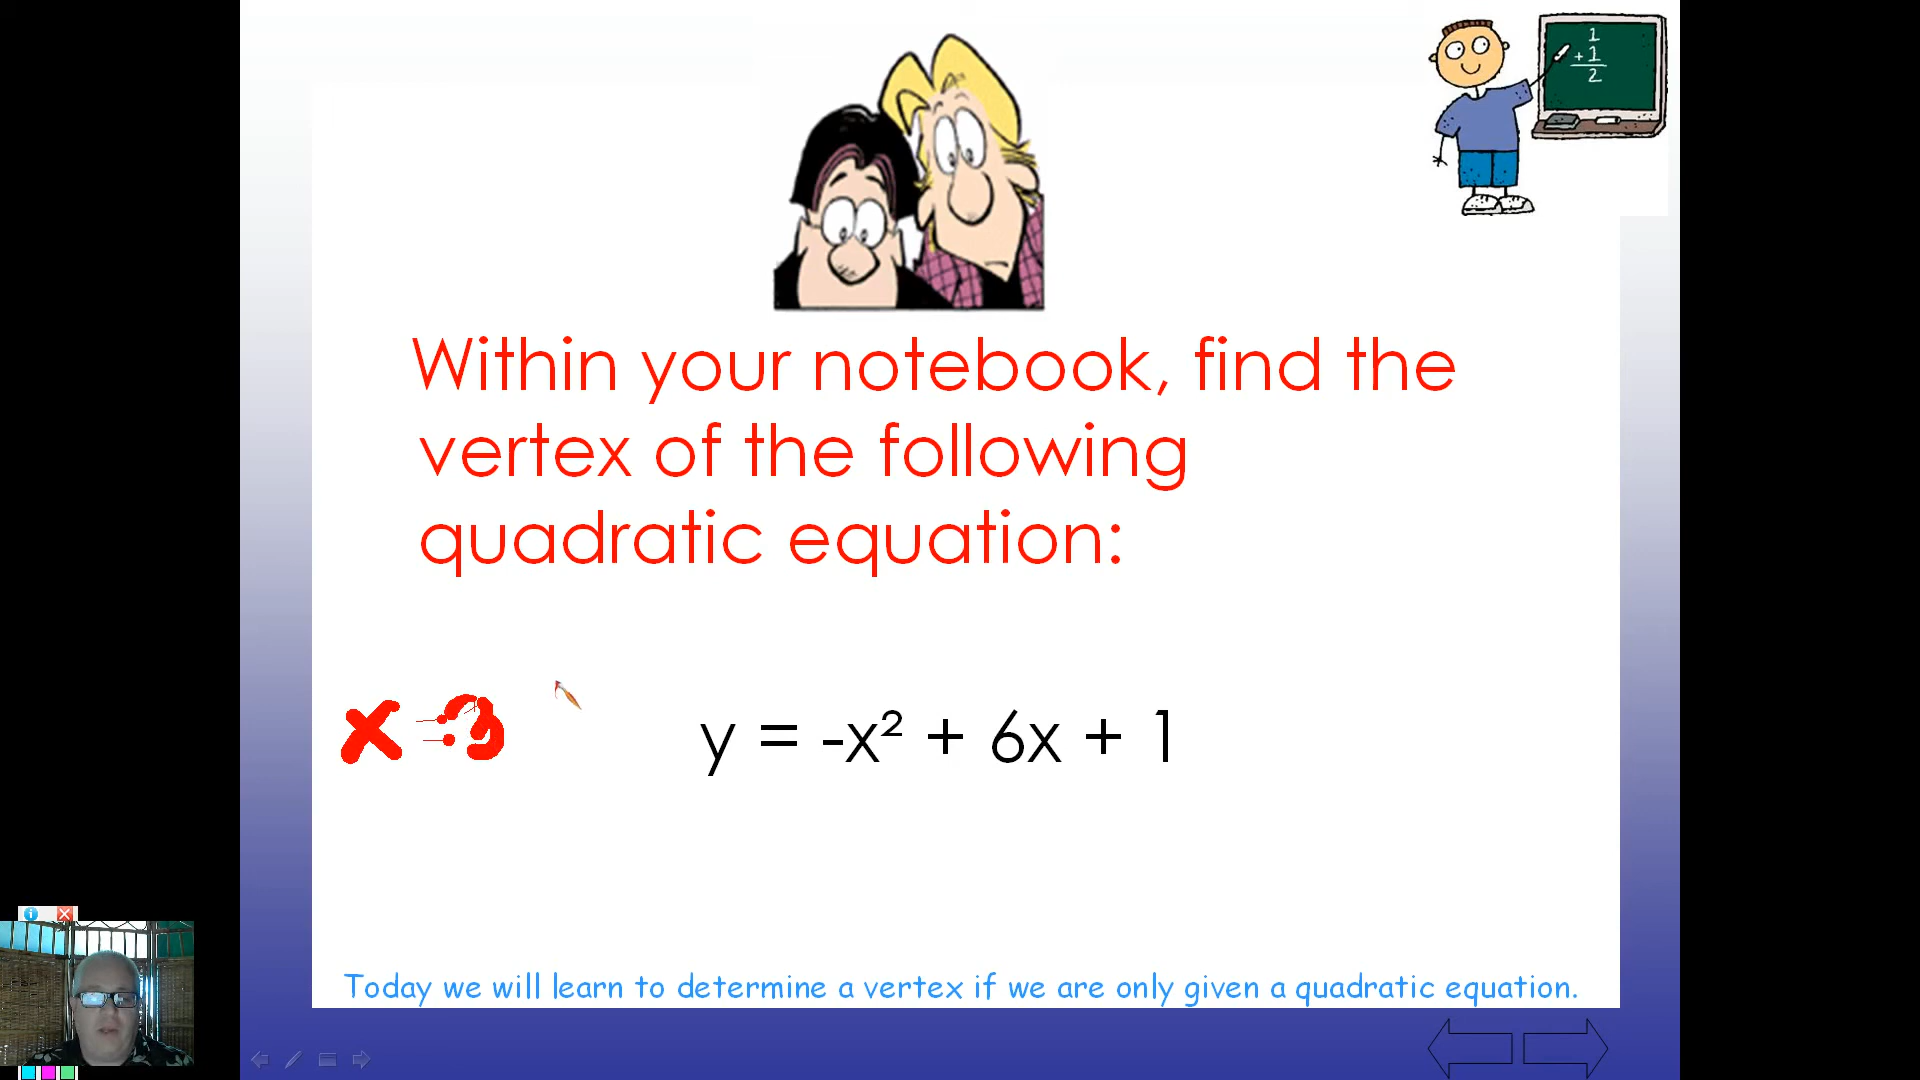 1
+1
2
Within your notebook, find the
vertex of the following
quadratic equation:
x = 3
y = -x² + 6x + 1
Today we will learn to determine a vertex if we are only given a quadratic equation.